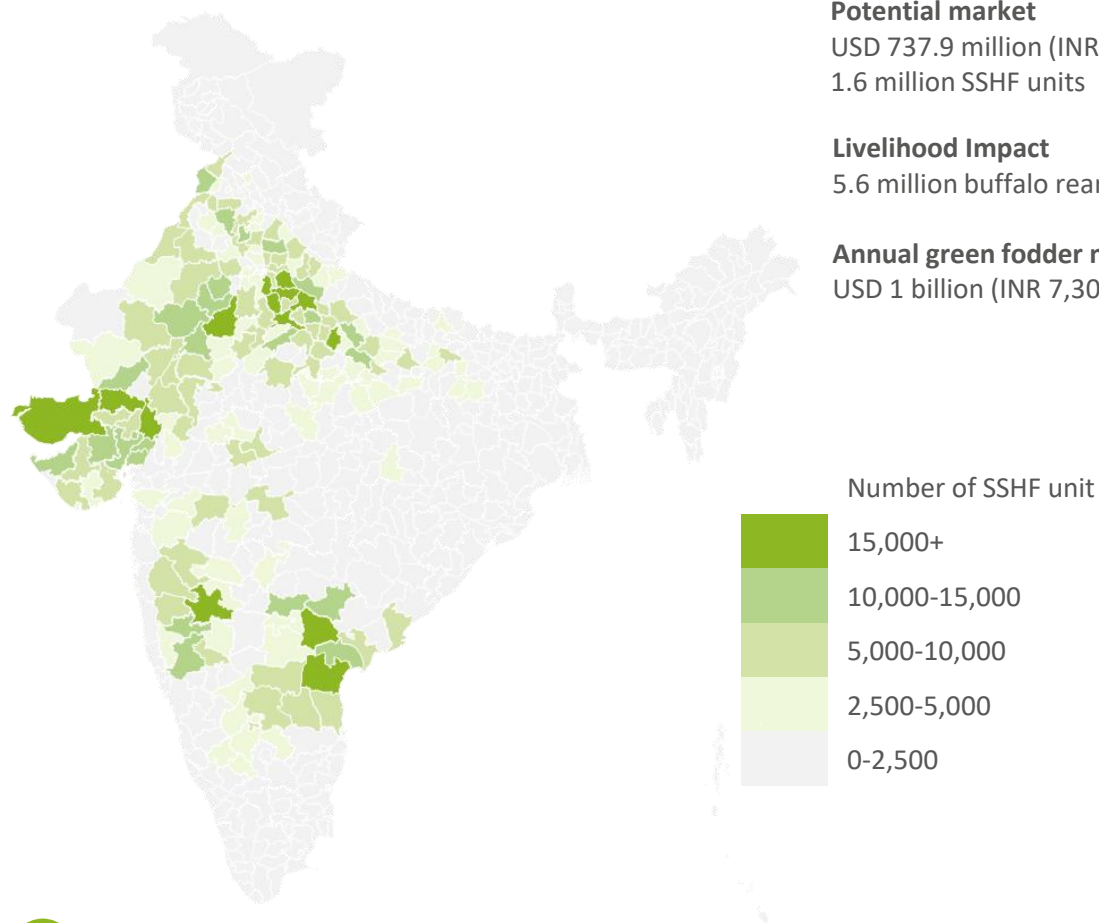 Potential market
USD 737.9 million (INR
1.6 million SSHF units
Livelihood Impact
5.6 million buffalo rear
Annual green fodder
USD 1 billion (INR 7,30
Number of SSHF unit
15,000+
10,000-15,000
5,000-10,000
2,500-5,000
0-2,500